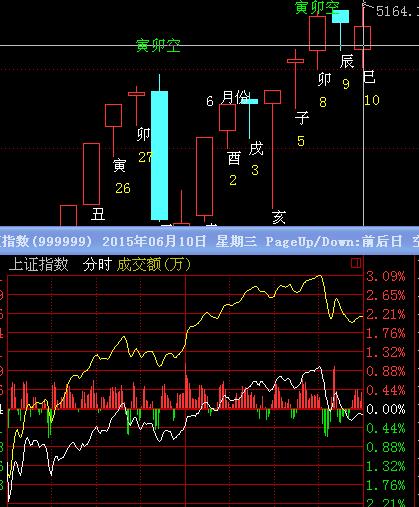 寅卯空
5164.1
寅卯空
辰
卯
巳
9
8
10
6 月份
子
5
卯
27
戌
3
酉
2
寅
26
丑
亥
指数(999999) 2015年06月10日 星期三 PageUp/Down:前后日 空
上证指数 分时 成交额(万)
3.09%
2.65%
2.21%
1.76%
1.32%
0.88%
0.44%
0.00%
0.44%
0.88%
1.32%
1.76%
2.21%